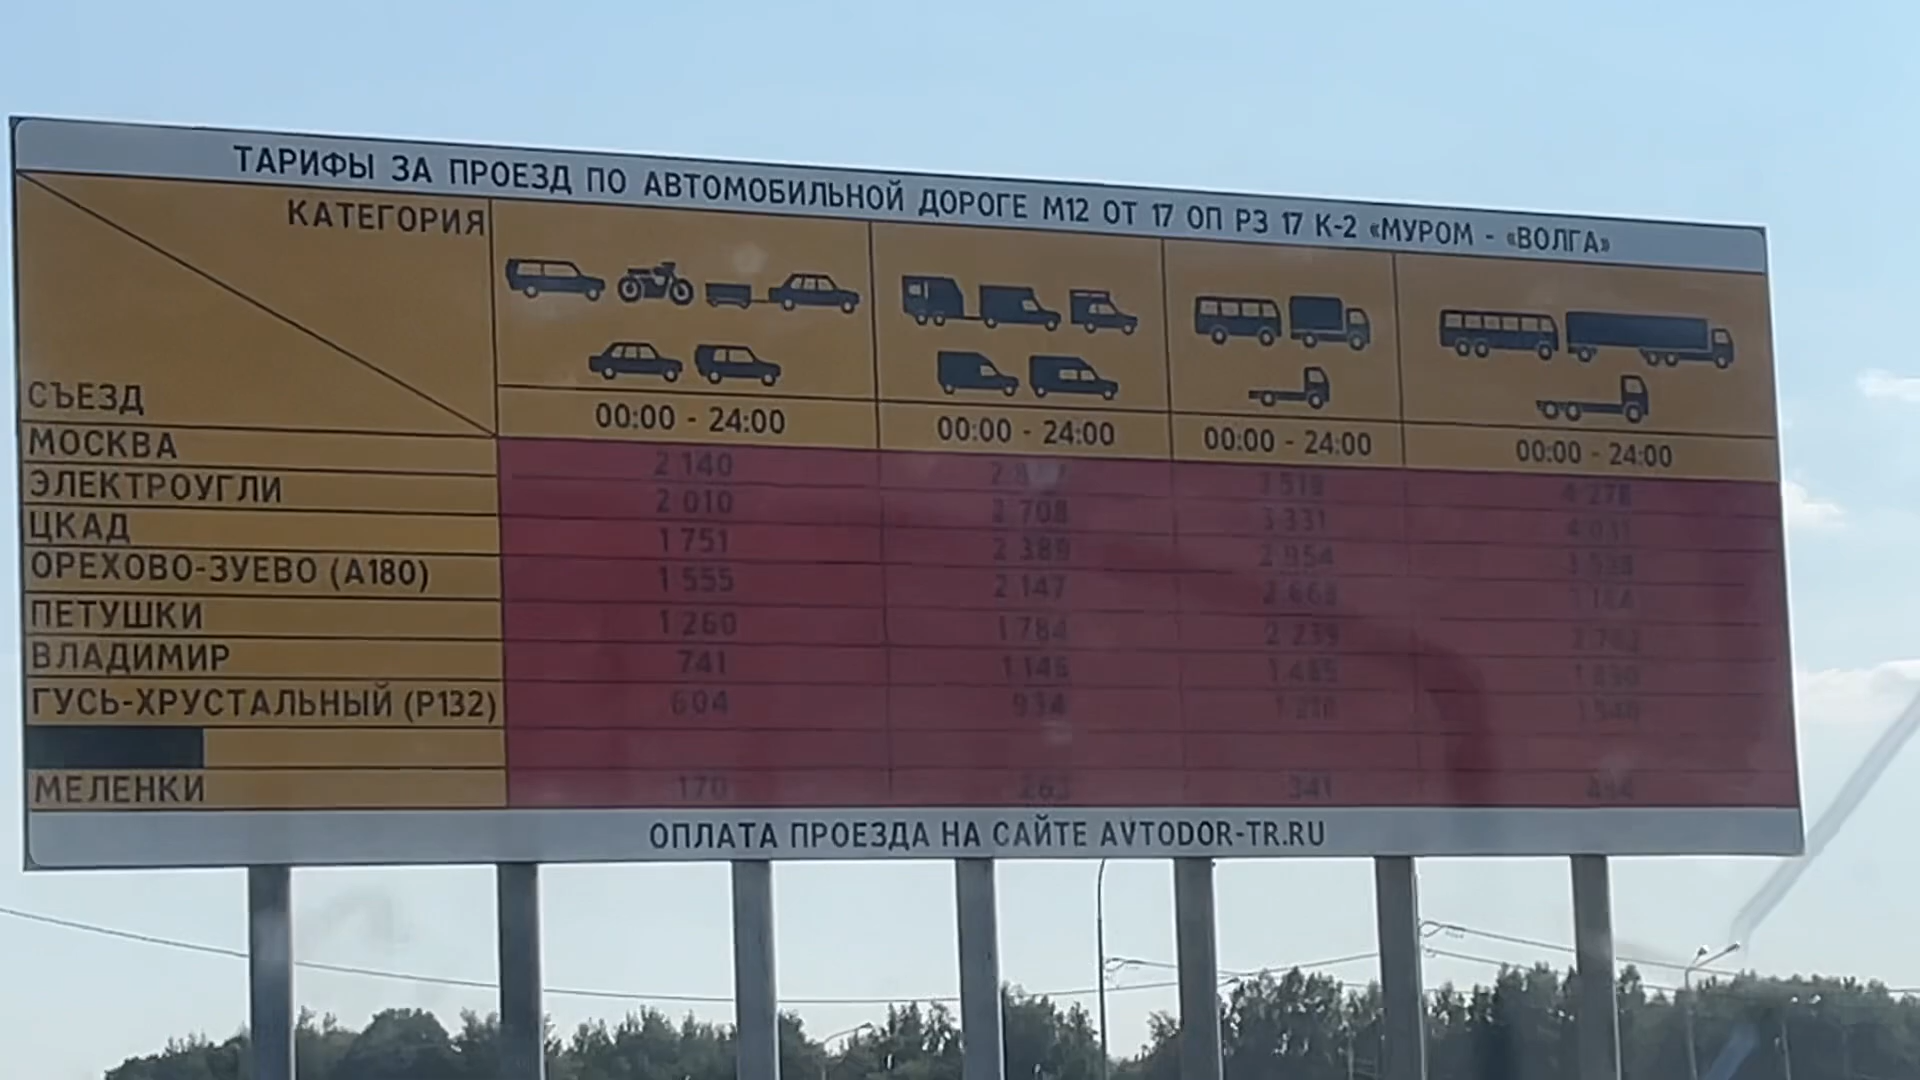 ТАРИФЫ ЗА ПРОЕЗД ПО АВТОМОБИЛЬНОЙ ДОРОГЕ М12 ОТ 17 ОП РЗ 17 К-2 «МУРОМ - «ВОЛГА»
КАТЕГОРИЯ
СЪЕЗД
00:00 - 24:00 00:00 - 24:00 00:00 - 24:00 00:00 - 24:00
МОСКВА 2 140
ЭЛЕКТРОУГЛИ 2 010 2 708 3 331
ЦКАД 1 751 2 389 2 954
ОРЕХОВО-ЗУЕВО (А180) 1 555 2 147 2 668
ПЕТУШКИ 1 260 1 784 2 239
ВЛАДИМИР 741 1 146 1 485
ГУСЬ-ХРУСТАЛЬНЫЙ (Р132) 604 934
МЕЛЕНКИ 170 263 341
ОПЛАТА ПРОЕЗДА НА САЙТЕ AVTODOR-TR.RU